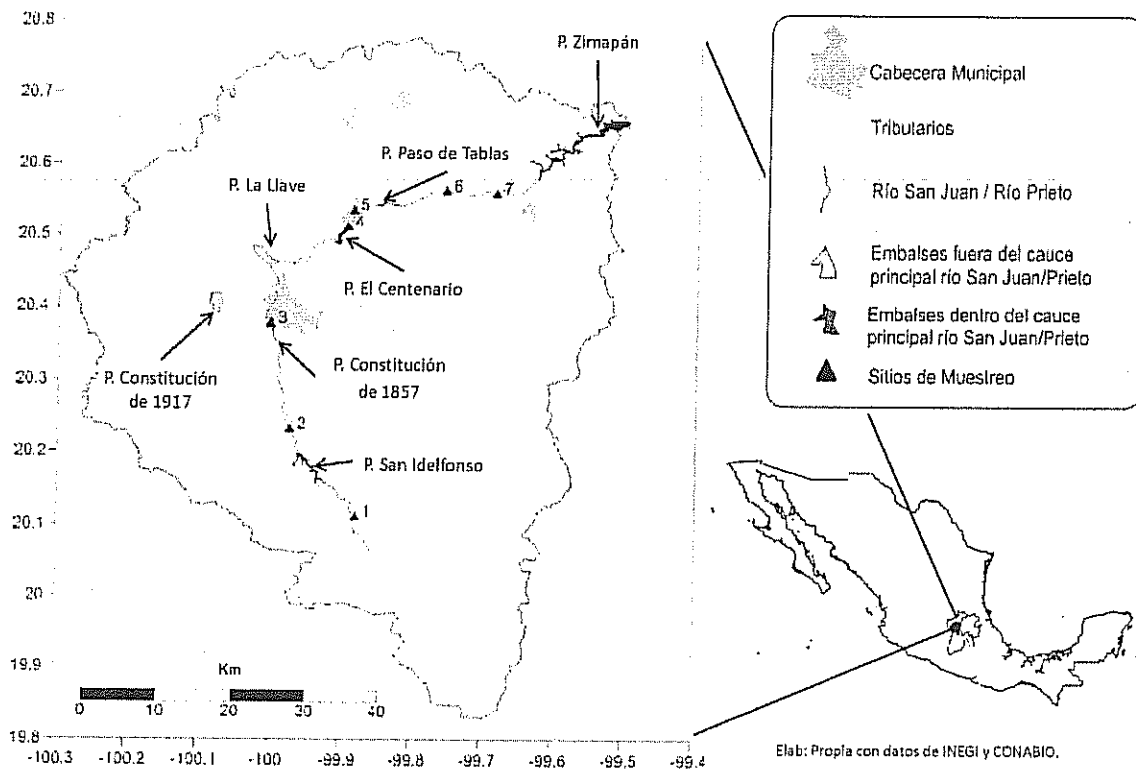 20.8
20.7
20.6
20.5
20.4
20.3
20.2
20.1
20
19.9
19.8
-100.3
-100.2
-100.1
-100
-99.9
-99.8
-99.7
-99.6
-99.5
-99.4
P. Zimapán
P. Paso de Tablas
P. La Llave
6
7
5
4
P. El Centenario
3
P. Constitución
de 1917
P. Constitución
de 1857
2
P. San Idelfonso
1
Km
0
10
20
30
40
Cabecera Municipal
Tributarios
Río San Juan / Río Prieto
Embalses fuera del cauce
principal río San Juan/Prieto
Embalses dentro del cauce
principal río San Juan/Prieto
Sitios de Muestreo
Elab: Propia con datos de INEGI y CONABIO.